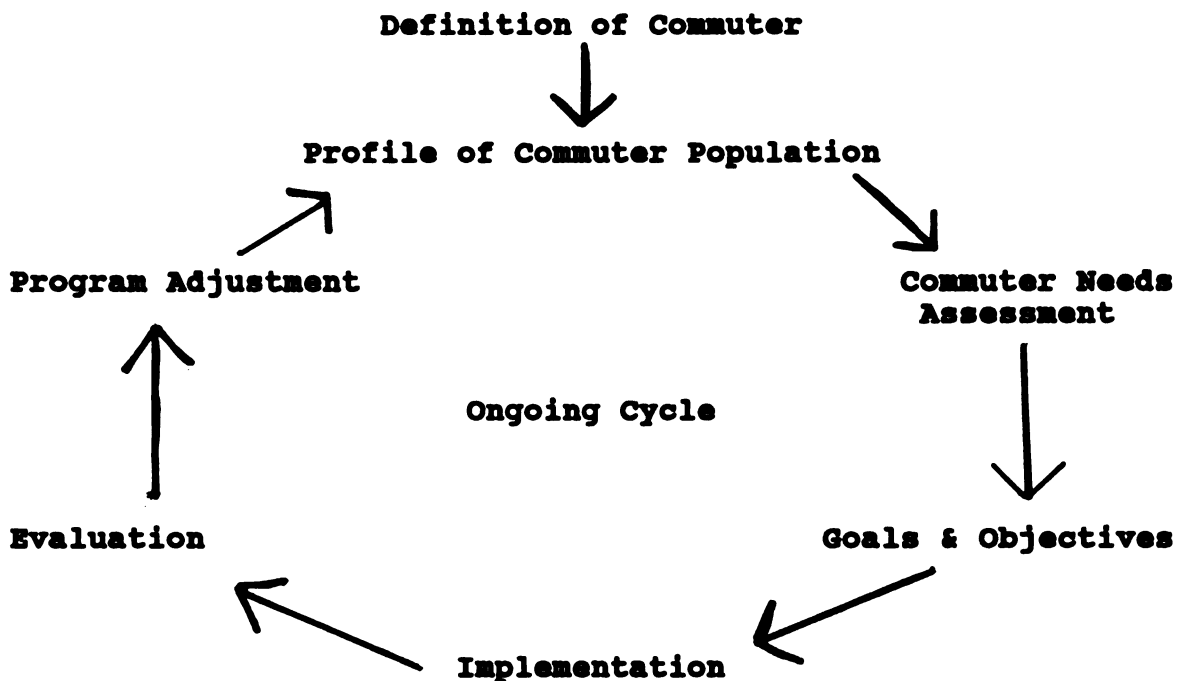 Definition of Commuter
Profile of Commuter Population
Program Adjustment
Commuter Needs
Assessment
Ongoing Cycle
Evaluation
Goals & Objectives
Implementation